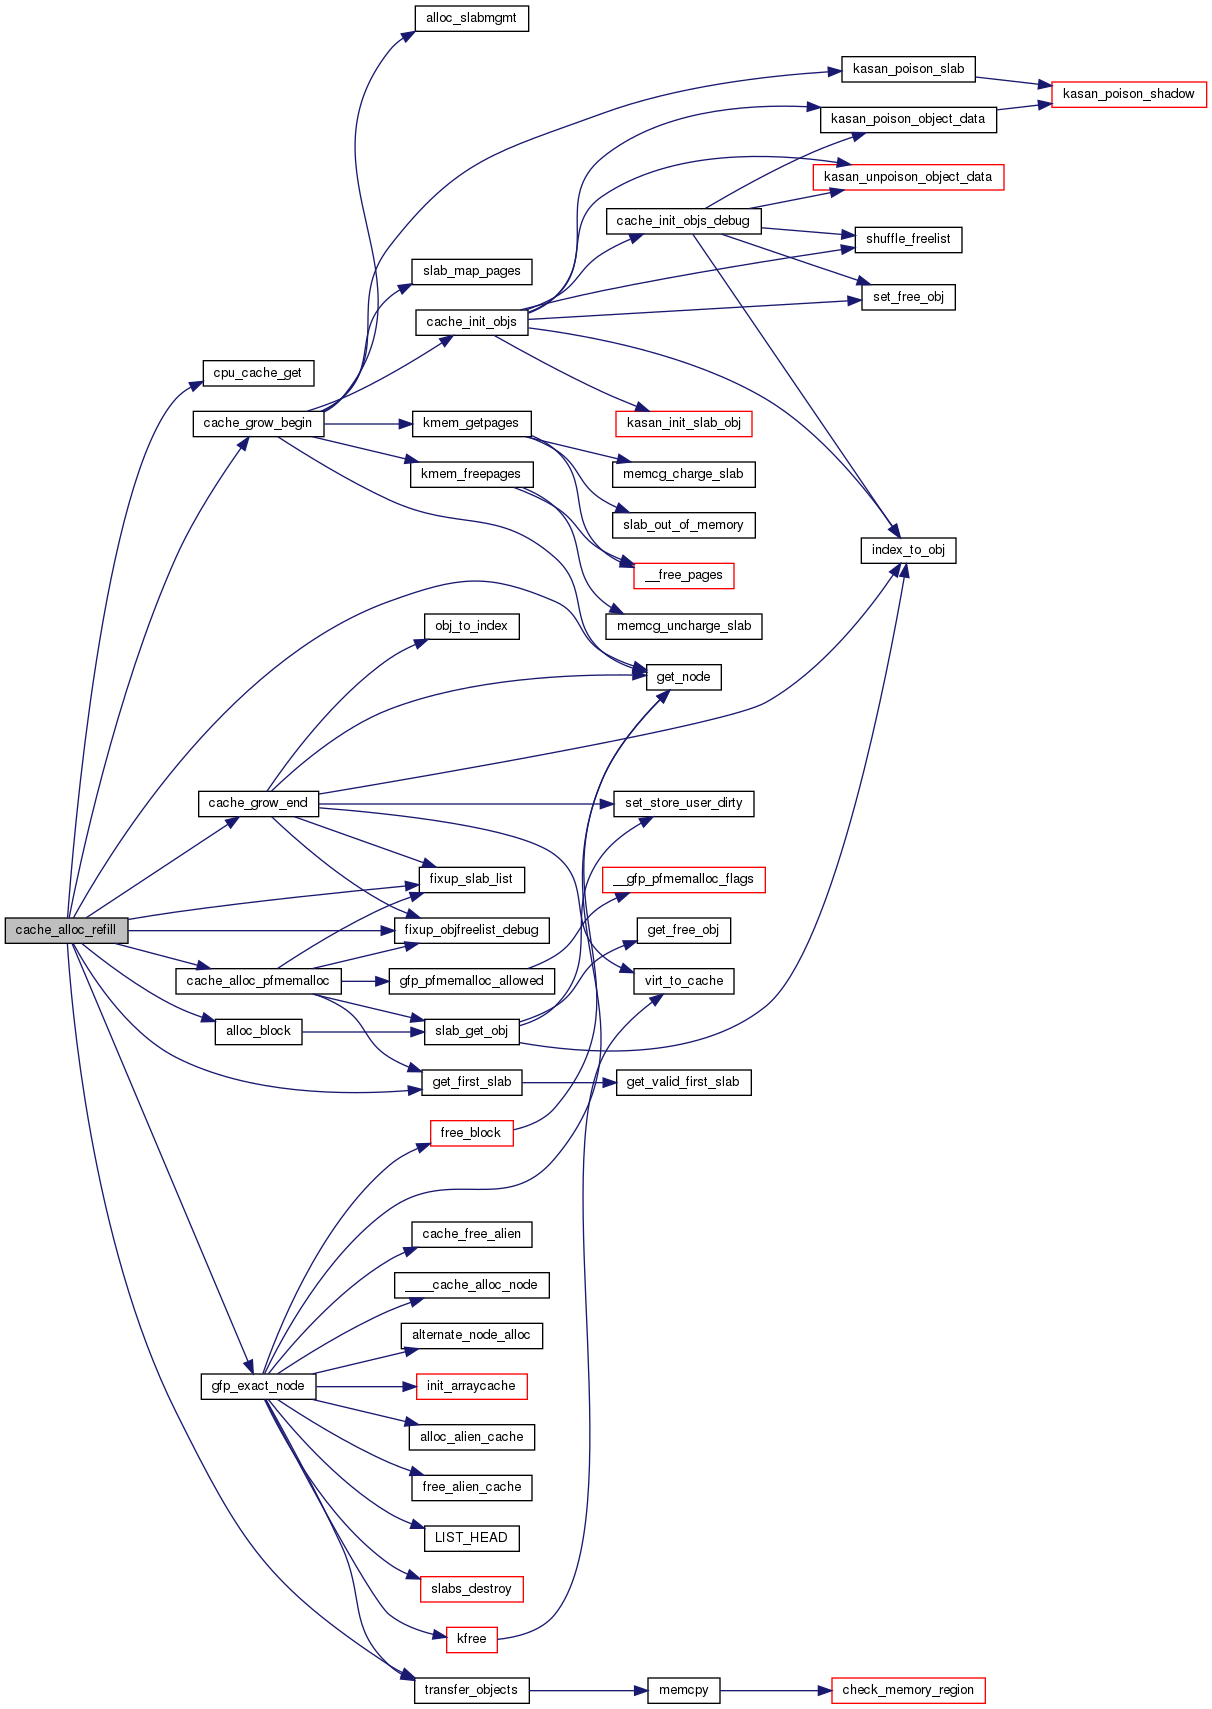 alloc_slabmgmt
kasan_poison_slab
kasan_poison_shadow
kasan_poison_object_data
kasan_unpoison_object_data
cache_init_objs_debug
shuffle_freelist
slab_map_pages
set_free_obj
cache_init_objs
cpu_cache_get
cache_grow_begin
kmem_getpages
kasan_init_slab_obj
kmem_freepages
memcg_charge_slab
slab_out_of_memory
index_to_obj
__free_pages
obj_to_index
memcg_uncharge_slab
get_node
cache_grow_end
set_store_user_dirty
fixup_slab_list
__gfp_pfmemalloc_flags
cache_alloc_refill
fixup_objfreelist_debug
get_free_obj
cache_alloc_pfmemalloc
gfp_pfmemalloc_allowed
virt_to_cache
alloc_block
slab_get_obj
get_first_slab
get_valid_first_slab
free_block
cache_free_alien
____cache_alloc_node
alternate_node_alloc
gfp_exact_node
init_arraycache
alloc_alien_cache
free_alien_cache
LIST_HEAD
slabs_destroy
kfree
transfer_objects
memcpy
check_memory_region